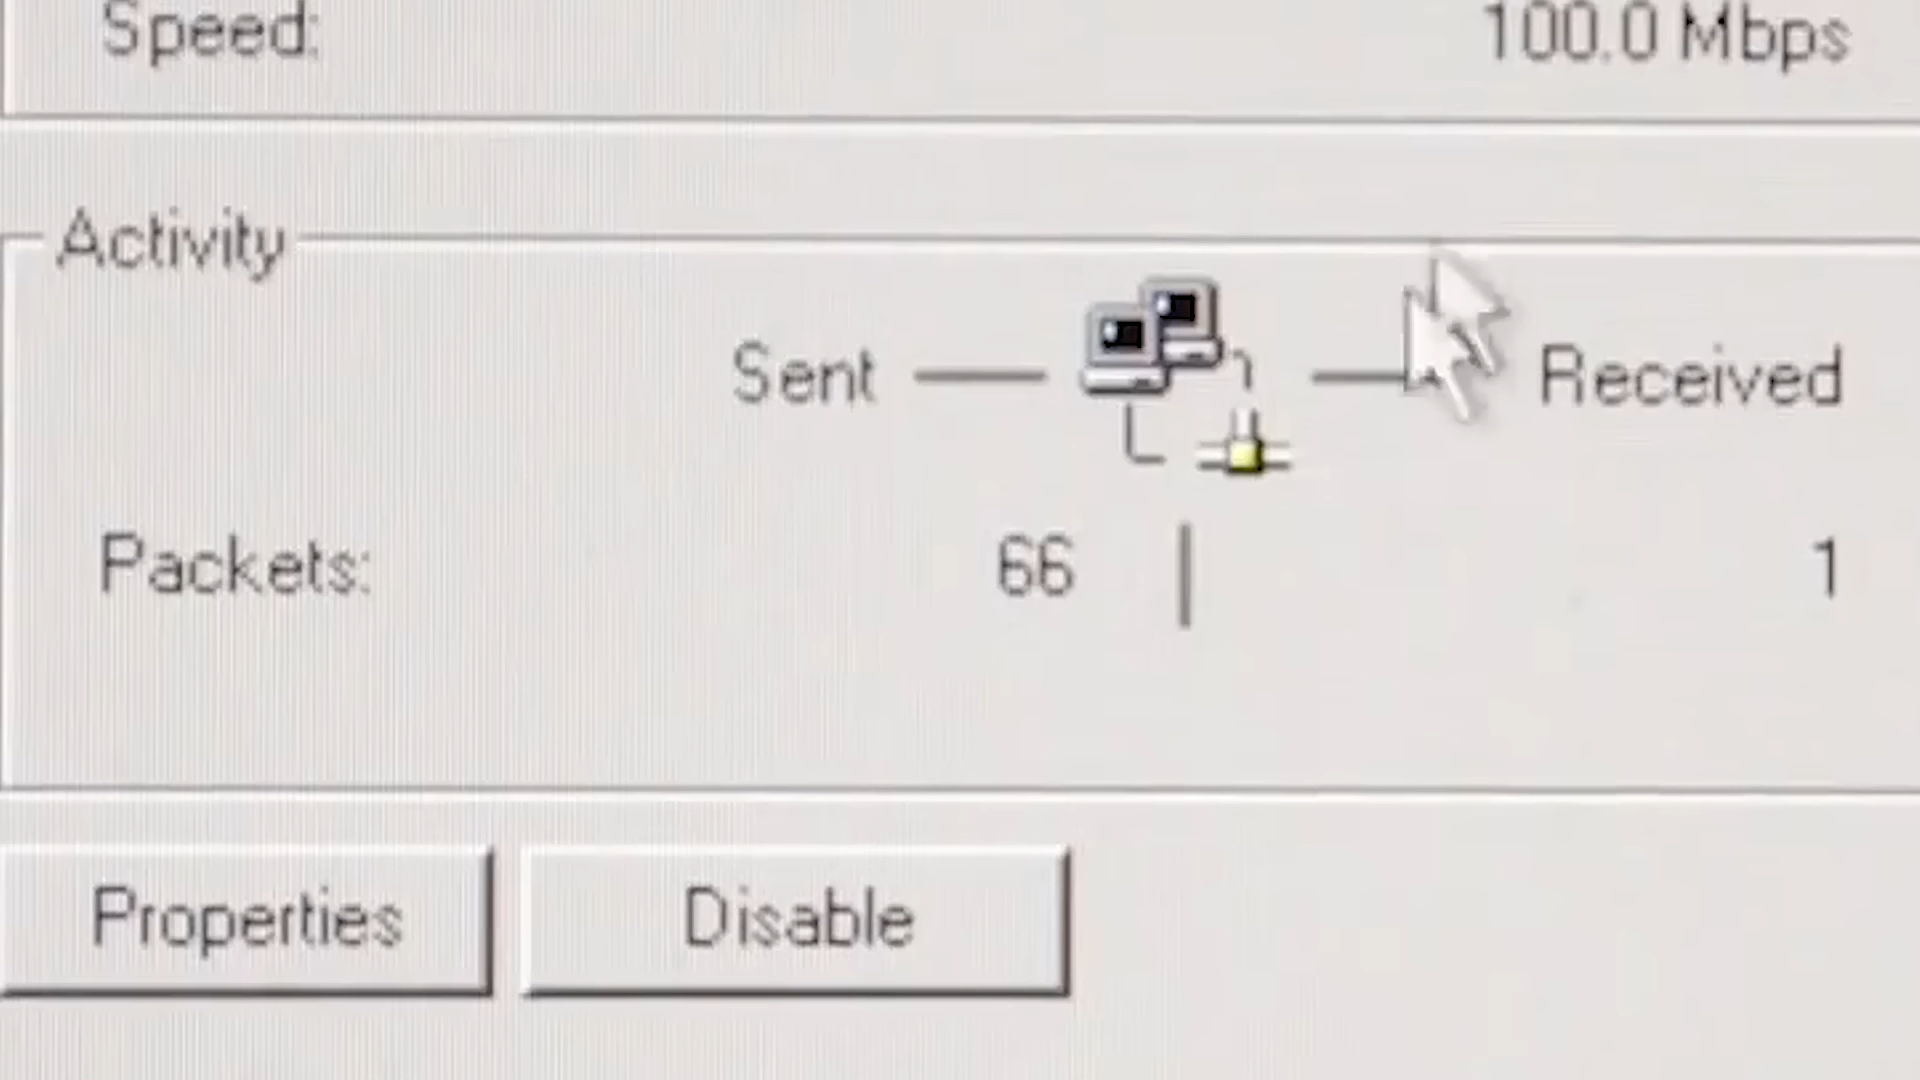 Speed: 100.0 Mbps
Activity
Sent Received
Packets: 66 1
Properties Disable